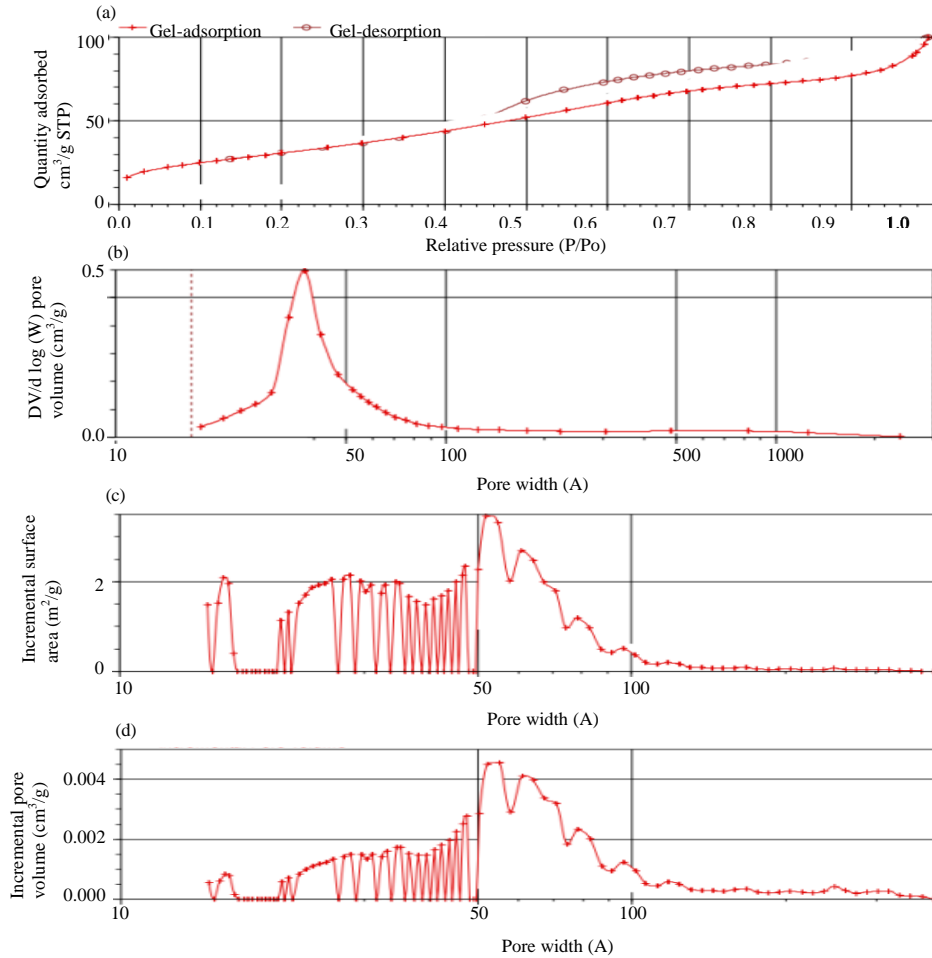 (a)
Gel-adsorption Gel-desorption
100
50
0
Quantity adsorbed
cm³/g STP)
0.0 0.1 0.2 0.3 0.4 0.5 0.6 0.7 0.8 0.9 1.0
Relative pressure (P/Po)
(b)
0.5
0.0
DV/d log (W) pore
volume (cm³/g)
10 50 100 500 1000
Pore width (A)
(c)
2
0
Incremental surface
area (m²/g)
10 50 100
Pore width (A)
(d)
0.004
0.002
0.000
Incremental pore
volume (cm³/g)
10 50 100
Pore width (A)